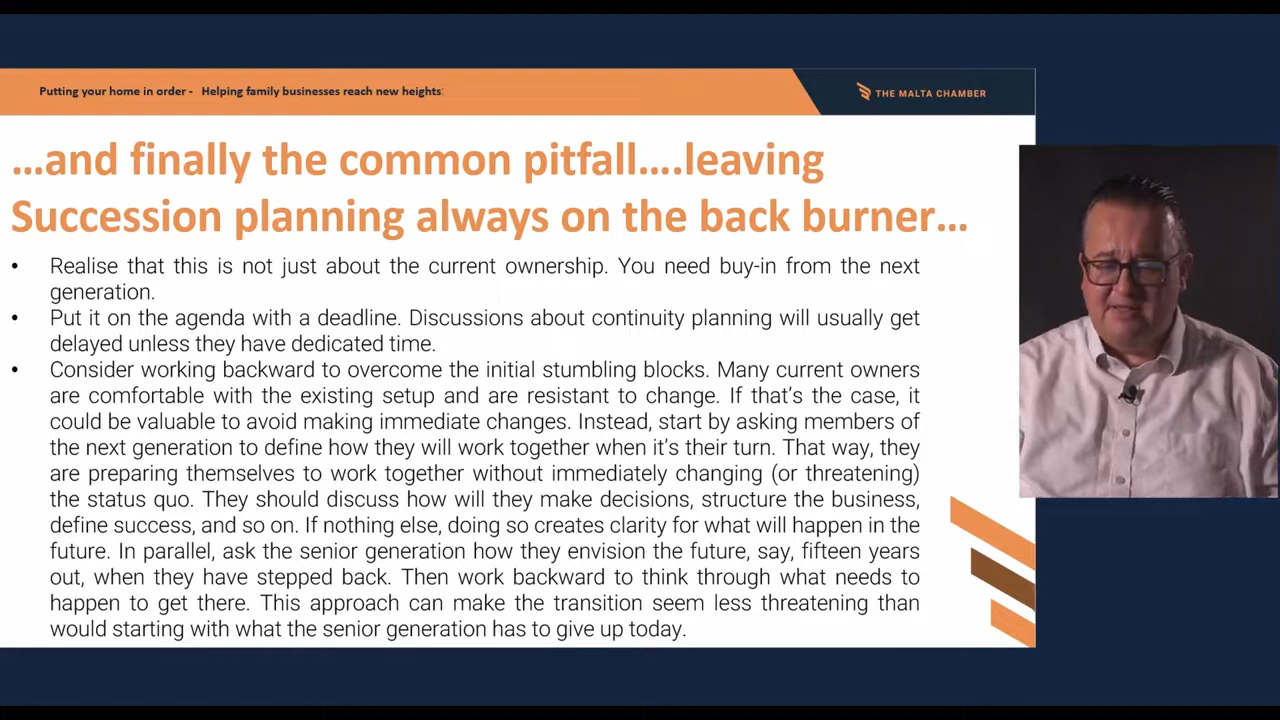 Putting your home in order - Helping family businesses reach new heights:
THE MALTA CHAMBER
...and finally the common pitfall....leaving
Succession planning always on the back burner...
• Realise that this is not just about the current ownership. You need buy-in from the next
generation.
• Put it on the agenda with a deadline. Discussions about continuity planning will usually get
delayed unless they have dedicated time.
• Consider working backward to overcome the initial stumbling blocks. Many current owners
are comfortable with the existing setup and are resistant to change. If that's the case, it
could be valuable to avoid making immediate changes. Instead, start by asking members of
the next generation to define how they will work together when it's their turn. That way, they
are preparing themselves to work together without immediately changing (or threatening)
the status quo. They should discuss how will they make decisions, structure the business,
define success, and so on. If nothing else, doing so creates clarity for what will happen in the
future. In parallel, ask the senior generation how they envision the future, say, fifteen years
out, when they have stepped back. Then work backward to think through what needs to
happen to get there. This approach can make the transition seem less threatening than
would starting with what the senior generation has to give up today.